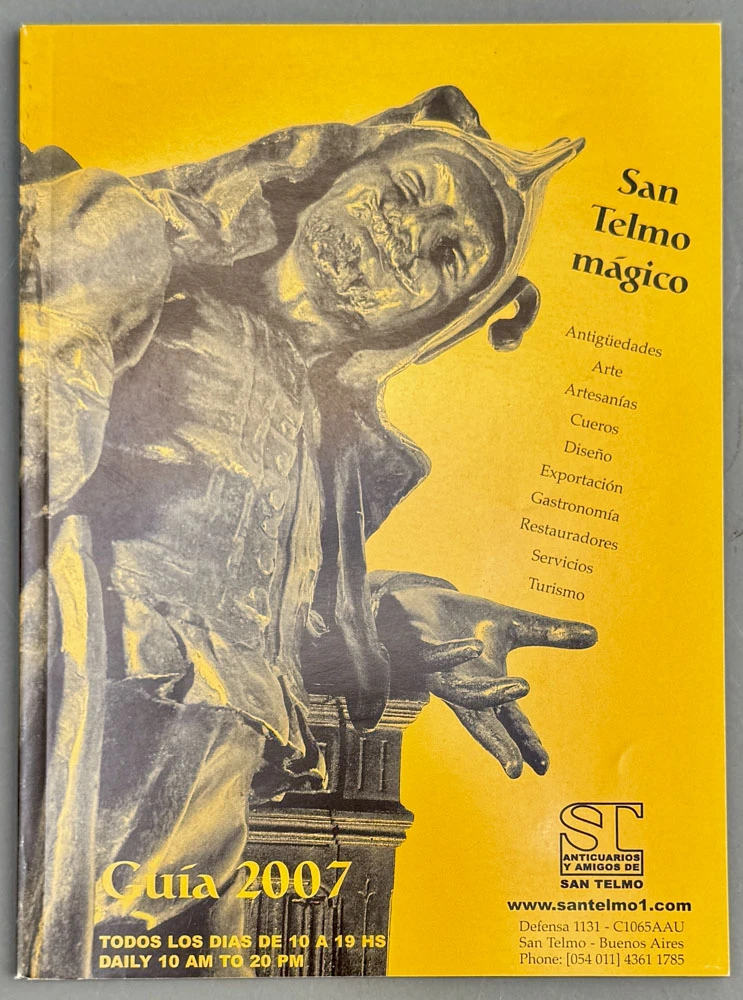 San
Telmo
mágico
Antigüedades
Arte
Artesanías
Cueros
Diseño
Exportación
Gastronomía
Restauradores
Servicios
Turismo
Guía 2007
TODOS LOS DIAS DE 10 A 19 HS
DAILY 10 AM TO 20 PM
ST
ANTICUARIOS
Y AMIGOS DE
SAN TELMO
www.santelmo1.com
Defensa 1131 - C1065AAU
San Telmo - Buenos Aires
Phone: [054 011] 4361 1785